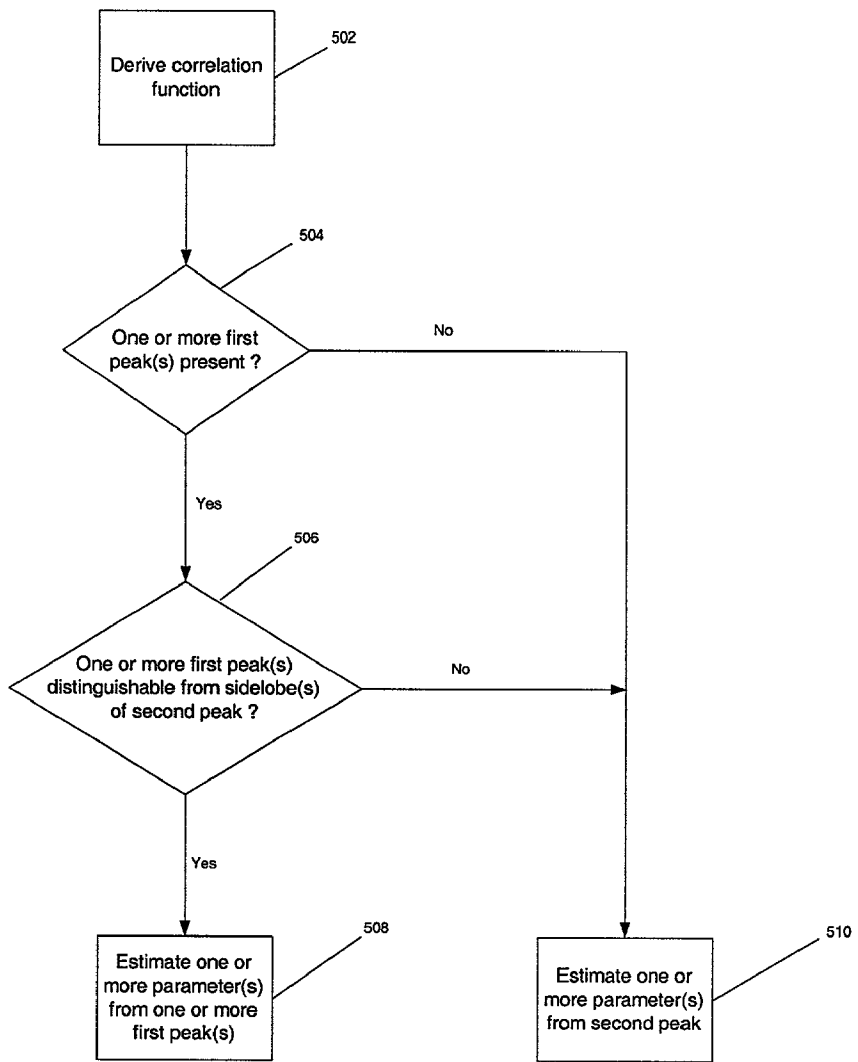 502
Derive correlation
function
504
One or more first
peak(s) present ?
No
Yes
506
One or more first peak(s)
distinguishable from sidelobe(s)
of second peak ?
No
Yes
508
Estimate one or
more parameter(s)
from one or more
first peak(s)
510
Estimate one or
more parameter(s)
from second peak